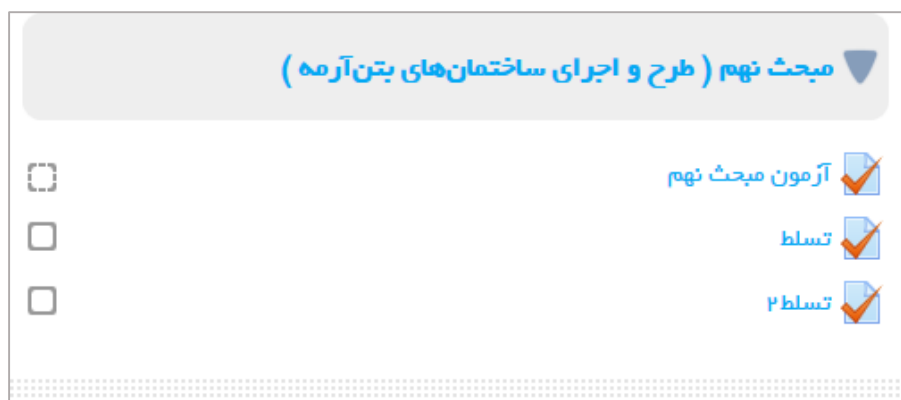 مبحث نهم ( طرح و اجرای ساختمان‌های بتن‌آرمه )
آزمون مبحث نهم
تسلط
تسلط۲